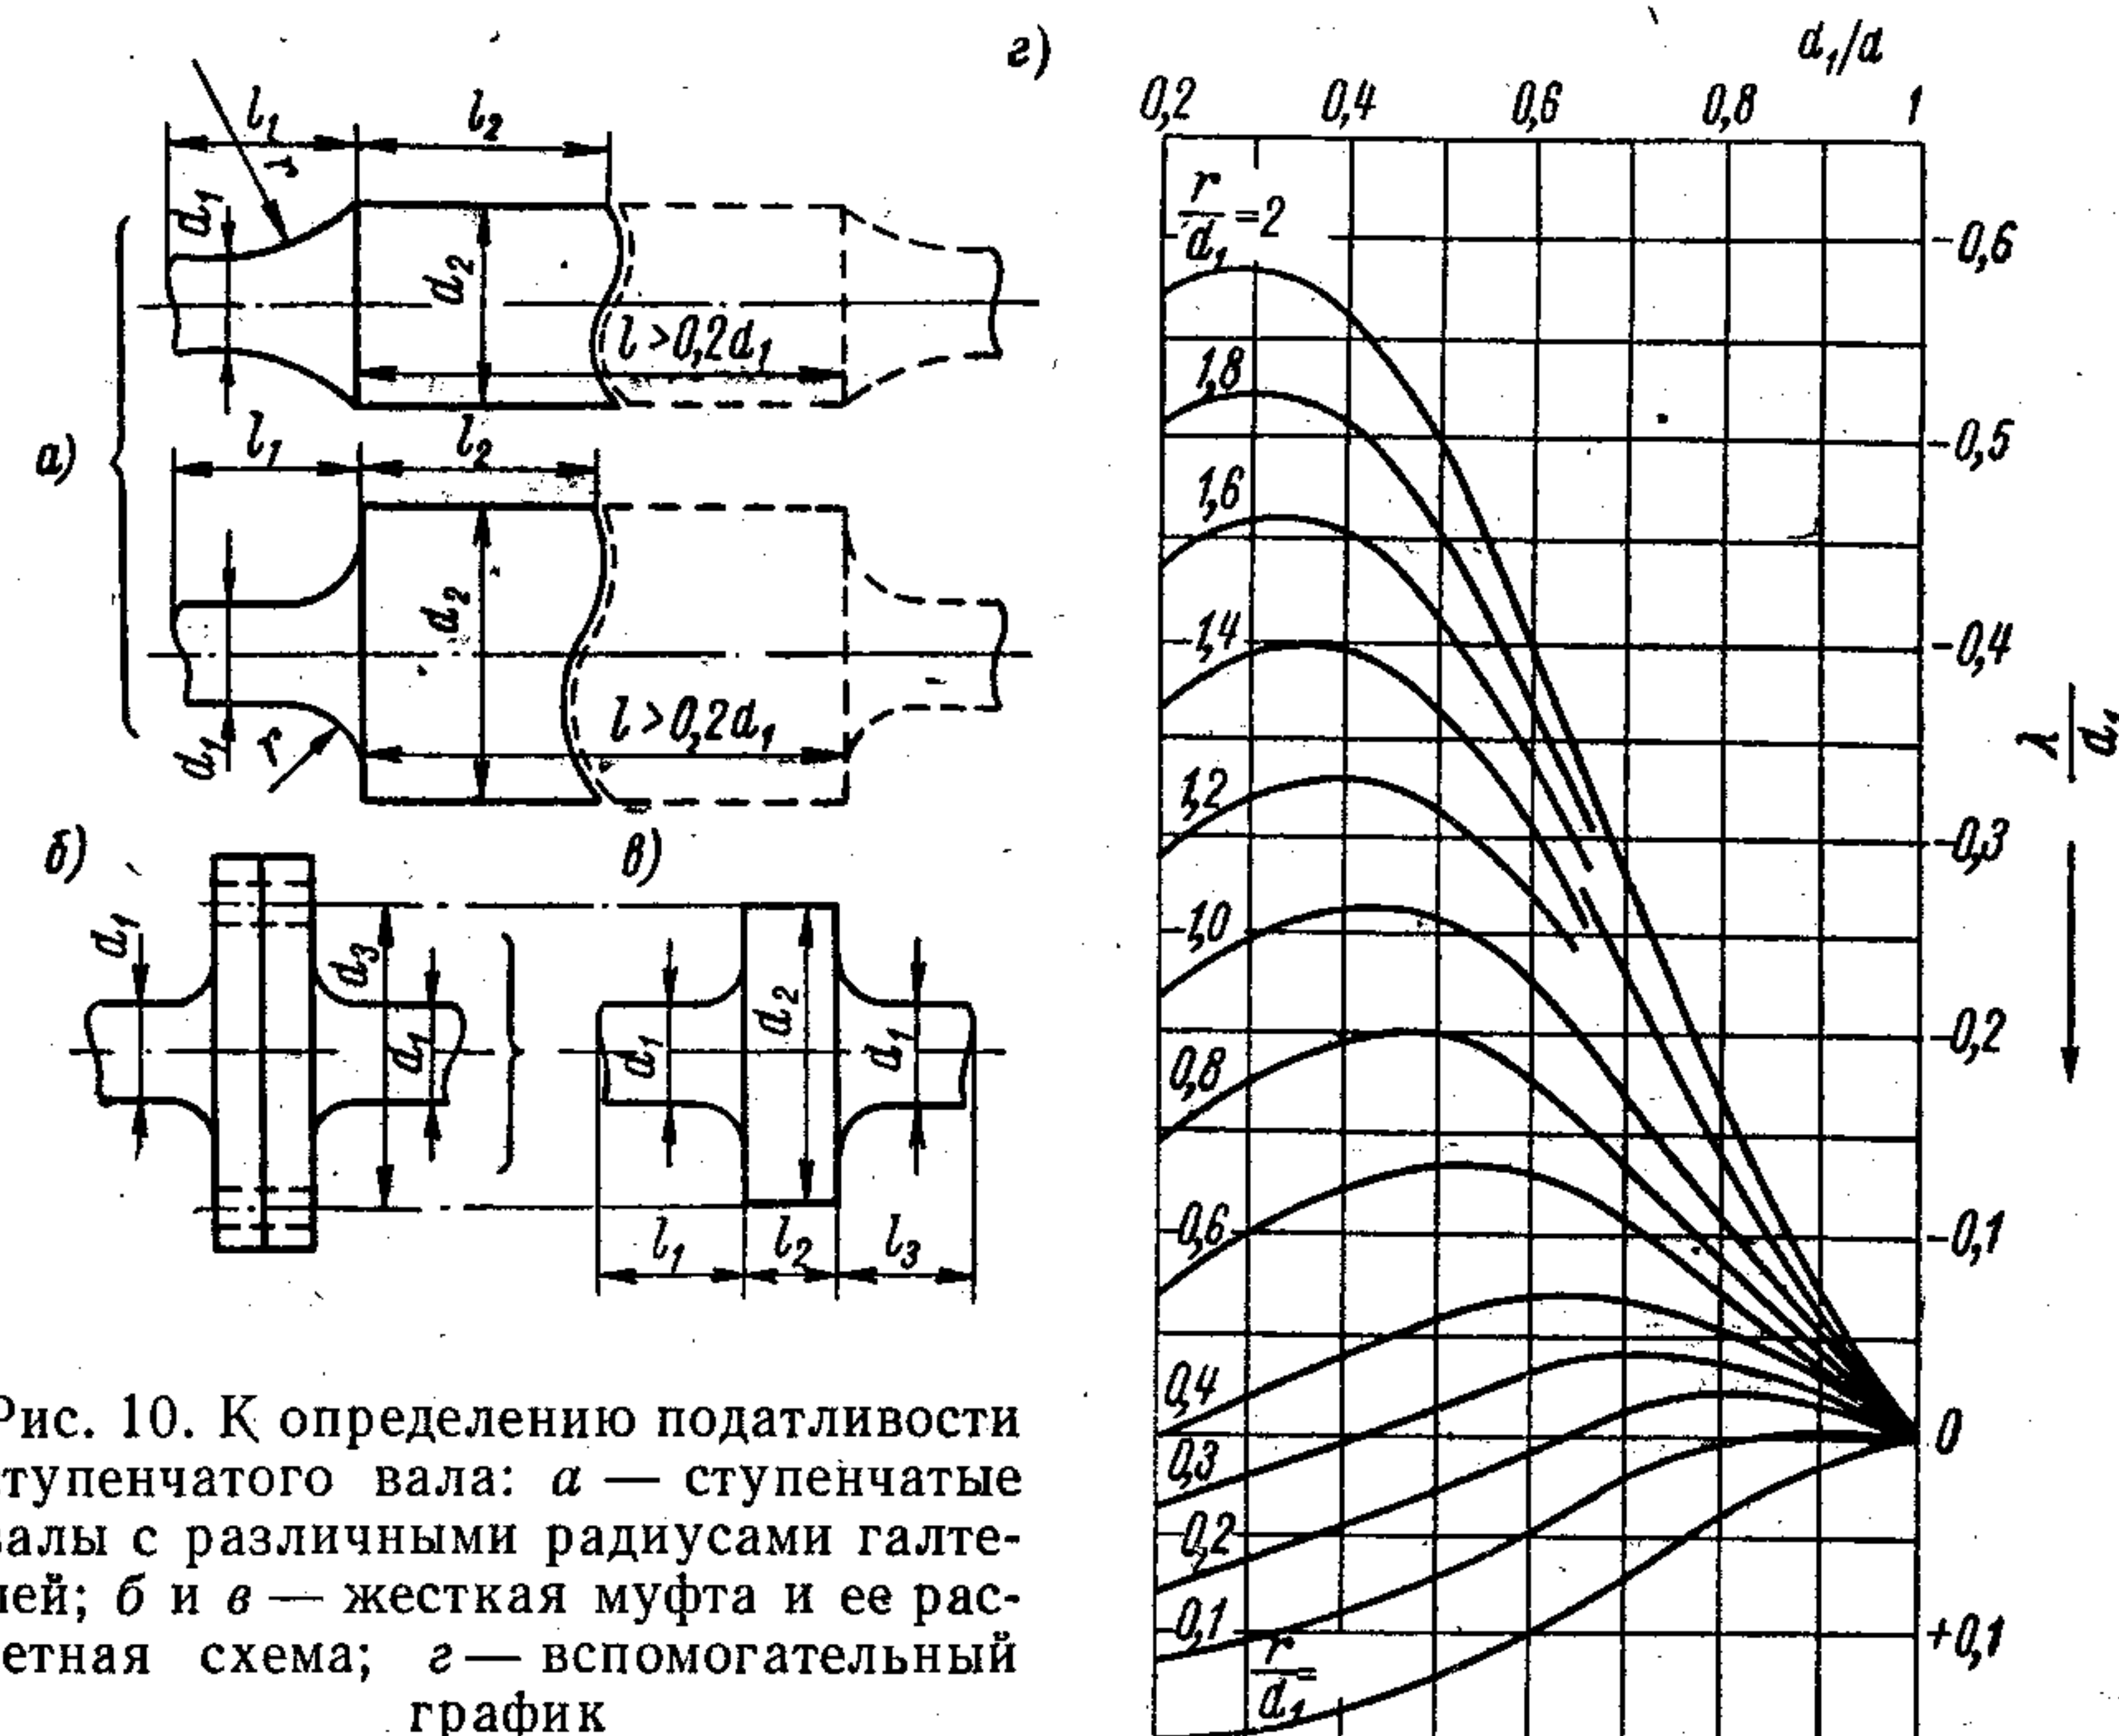 г)
d₁/d
0,2 0,4 0,6 0,8 1
l₁ l₂
r
d₁
d₂
l>0,2d₁
а)
l₁ l₂
d₁
d₂
r
l>0,2d₁
б)
в)
d₁
d₃
d₁
d₁
d₂
d₁
l₁ l₂ l₃
r/d₁=2
1,8
1,6
1,4
1,2
1,0
0,8
0,6
0,4
0,3
0,2
0,1
r/d₁=
-0,6
-0,5
-0,4
-0,3
-0,2
-0,1
0
+0,1
λ/d₁
Рис. 10. К определению податливости
тупенчатого вала: а — ступенчатые
валы с различными радиусами галте-
лей; б и в — жесткая муфта и ее рас-
етная схема; г — вспомогательный
график